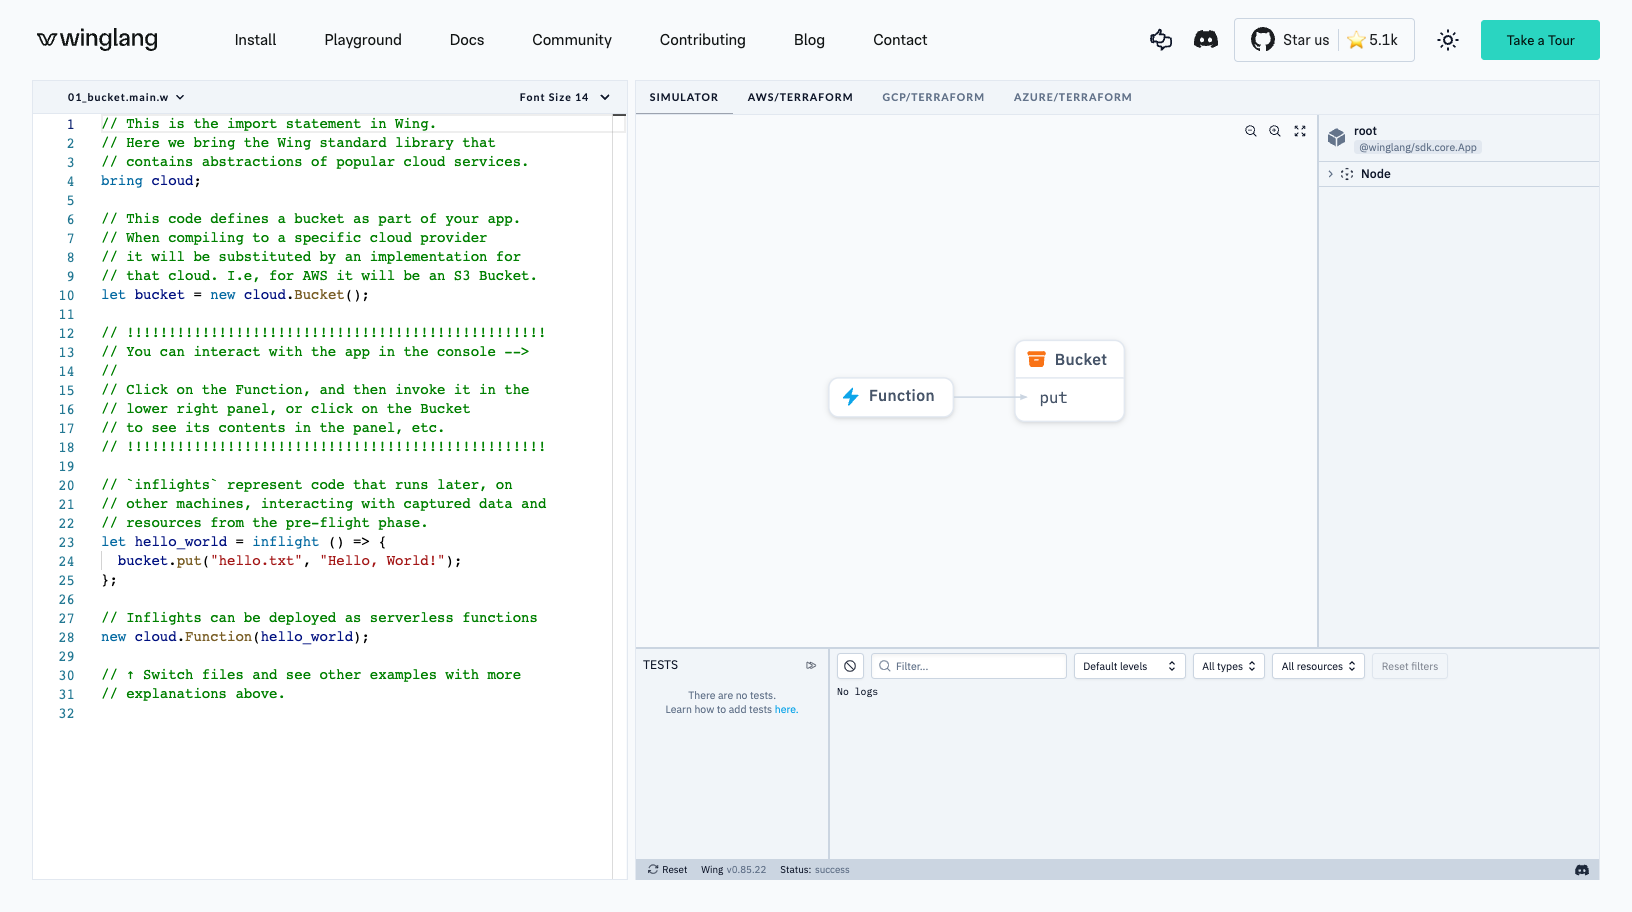 winglang
Install
Playground
Docs
Community
Contributing
Blog
Contact
Star us
5.1k
Take a Tour
01_bucket.main.w
Font Size 14
1 // This is the import statement in Wing.
2 // Here we bring the Wing standard library that
3 // contains abstractions of popular cloud services.
4 bring cloud;
5
6 // This code defines a bucket as part of your app.
7 // When compiling to a specific cloud provider
8 // it will be substituted by an implementation for
9 // that cloud. I.e, for AWS it will be an S3 Bucket.
10 let bucket = new cloud.Bucket();
11
12 // !!!!!!!!!!!!!!!!!!!!!!!!!!!!!!!!!!!!!!!!!!!!!!!!!!
13 // You can interact with the app in the console -->
14 //
15 // Click on the Function, and then invoke it in the
16 // lower right panel, or click on the Bucket
17 // to see its contents in the panel, etc.
18 // !!!!!!!!!!!!!!!!!!!!!!!!!!!!!!!!!!!!!!!!!!!!!!!!!!
19
20 // `inflights` represent code that runs later, on
21 // other machines, interacting with captured data and
22 // resources from the pre-flight phase.
23 let hello_world = inflight () => {
24   bucket.put("hello.txt", "Hello, World!");
25 };
26
27 // Inflights can be deployed as serverless functions
28 new cloud.Function(hello_world);
29
30 // ↑ Switch files and see other examples with more
31 // explanations above.
32
SIMULATOR
AWS/TERRAFORM
GCP/TERRAFORM
AZURE/TERRAFORM
Function
Bucket
put
root
@winglang/sdk.core.App
Node
TESTS
There are no tests.
Learn how to add tests here.
Filter...
Default levels
All types
All resources
Reset filters
No logs
Reset
Wing v0.85.22
Status: success